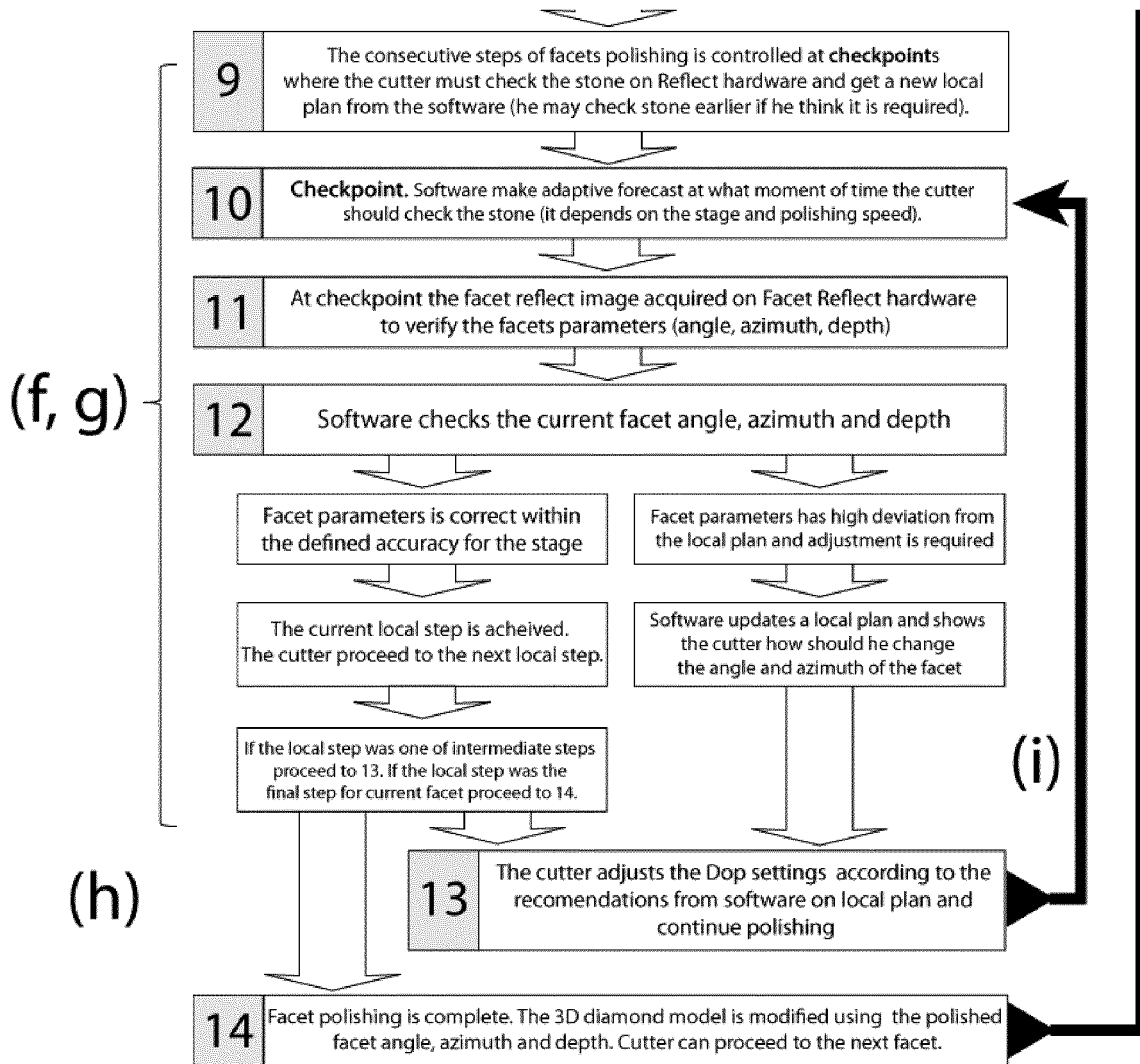 9
The consecutive steps of facets polishing is controlled at checkpoints
where the cutter must check the stone on Reflect hardware and get a new local
plan from the software (he may check stone earlier if he think it is required).
10
Checkpoint. Software make adaptive forecast at what moment of time the cutter
should check the stone (it depends on the stage and polishing speed).
11
At checkpoint the facet reflect image acquired on Facet Reflect hardware
to verify the facets parameters (angle, azimuth, depth)
(f, g)
12
Software checks the current facet angle, azimuth and depth
Facet parameters is correct within
the defined accuracy for the stage
Facet parameters has high deviation from
the local plan and adjustment is required
The current local step is acheived.
The cutter proceed to the next local step.
Software updates a local plan and shows
the cutter how should he change
the angle and azimuth of the facet
If the local step was one of intermediate steps
proceed to 13. If the local step was the
final step for current facet proceed to 14.
(i)
(h)
13
The cutter adjusts the Dop settings according to the
recomendations from software on local plan and
continue polishing
14
Facet polishing is complete. The 3D diamond model is modified using the polished
facet angle, azimuth and depth. Cutter can proceed to the next facet.